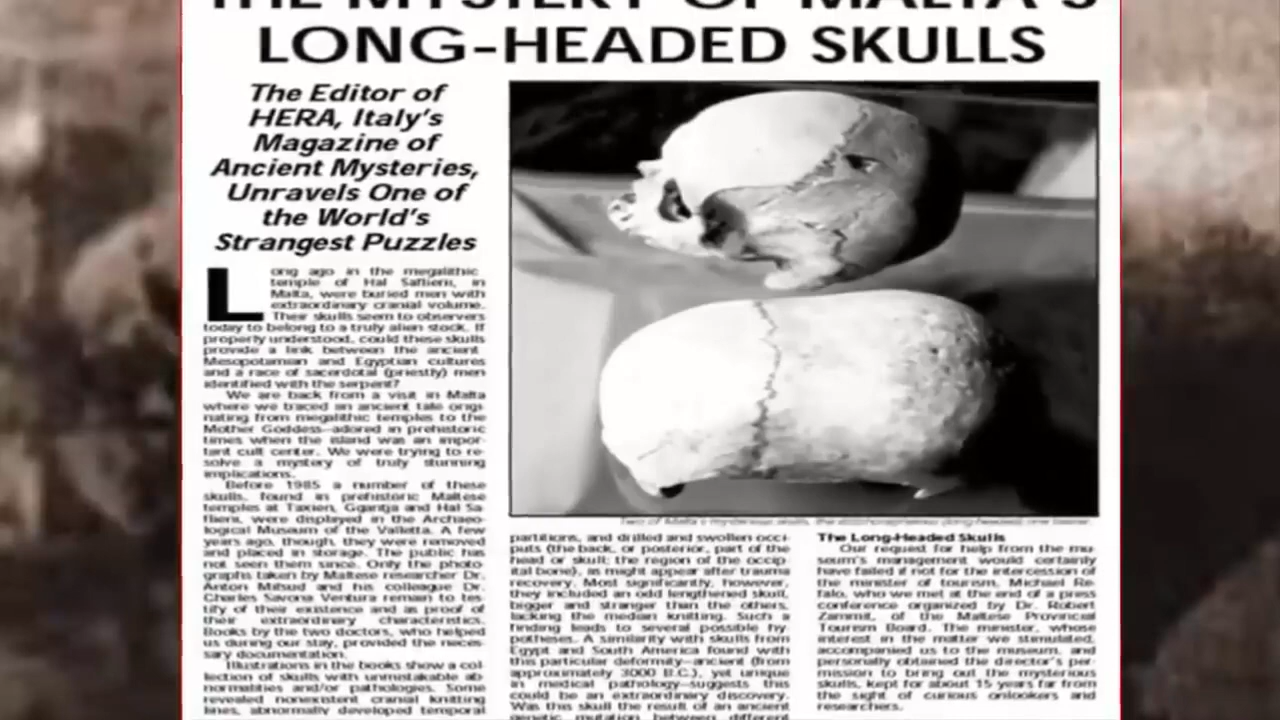 THE MYSTERY OF MALTA'S
LONG-HEADED SKULLS
The Editor of
HERA, Italy's
Magazine of
Ancient Mysteries,
Unravels One of
the World's
Strangest Puzzles
Long ago in the megalithic
temple of Hal Saflieni, in
Malta, were buried men with
extraordinary cranial volume.
Their skulls seem to observers
today to belong to a truly alien stock. If
properly understood, could these skulls
provide a link between the ancient
Mesopotamian and Egyptian cultures
and a race of sacerdotal (priestly) men
identified with the serpent?
We are back from a visit in Malta
where we traced an ancient tale origi-
nating from megalithic temples to the
Mother Goddess–adored in prehistoric
times when the island was an impor-
tant cult center. We were trying to re-
solve a mystery of truly stunning
implications.
Before 1985 a number of these
skulls, found in prehistoric Maltese
temples at Taxien, Ggantja and Hal Sa-
flieni, were displayed in the Archaeo-
logical Museum of the Valletta. A few
years ago, though, they were removed
and placed in storage. The public has
not seen them since. Only the photo-
graphs taken by Maltese researcher Dr.
Anton Mifsud and his colleague Dr.
Charles Savona Ventura remain to tes-
tify of their existence and as proof of
their extraordinary characteristics.
Books by the two doctors, who helped
us during our stay, provided the neces-
sary documentation.
Illustrations in the books show a col-
lection of skulls with unmistakable ab-
normalities and/or pathologies. Some
revealed nonexistent cranial knitting
lines, abnormally developed temporal
Two of Malta's mysterious skulls, the
partitions, and drilled and swollen occi-
puts (the back, or posterior, part of the
head or skull; the region of the occip-
ital bone), as might appear after trauma
recovery. Most significantly, however,
they included an odd lengthened skull,
bigger and stranger than the others,
lacking the median knitting. Such a
finding leads to several possible hy-
potheses. A similarity with skulls from
Egypt and South America found with
this particular deformity–ancient (from
approximately 3000 B.C.), yet unique
in medical pathology–suggests this
could be an extraordinary discovery.
Was this skull the result of an ancient
genetic mutation between different
The Long-Headed Skulls
Our request for help from the mu-
seum's management would certainly
have failed if not for the intercession of
the minister of tourism, Michael Re-
falo, who we met at the end of a press
conference organized by Dr. Robert
Zammit, of the Maltese Provincial
Tourism Board. The minister, whose
interest in the matter we stimulated,
accompanied us to the museum, and
personally obtained the director's per-
mission to bring out the mysterious
skulls, kept for about 15 years far from
the sight of curious onlookers and
researchers.